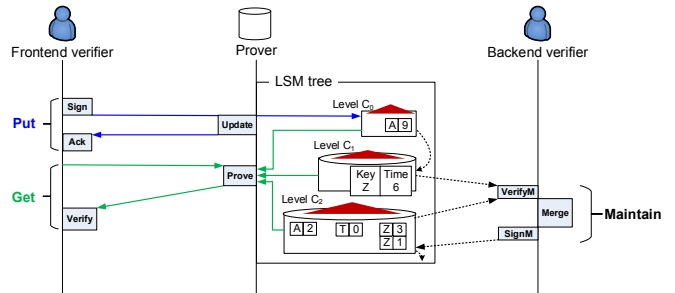 Frontend verifier
Prover
Backend verifier
LSM tree
Level C0
Sign
A 9
Put
Update
Ack
Level C1
Key Time
Z 6
Prove
Get
Level C2
VerifyM
Merge
Maintain
Verify
A 2 T 0 Z 3
Z 1
SignM